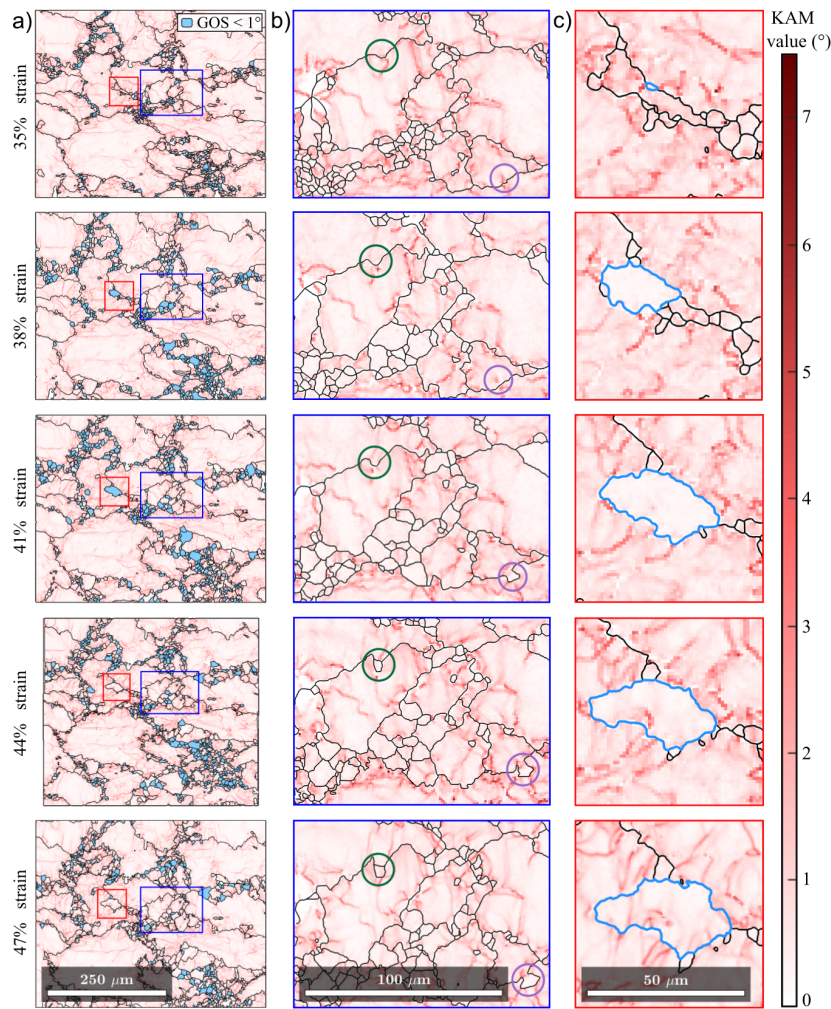 a)
GOS < 1°
b)
c)
KAM
value (°)
35% strain
38% strain
41% strain
44% strain
47% strain
7
6
5
4
3
2
1
0
250 μm
100 μm
50 μm